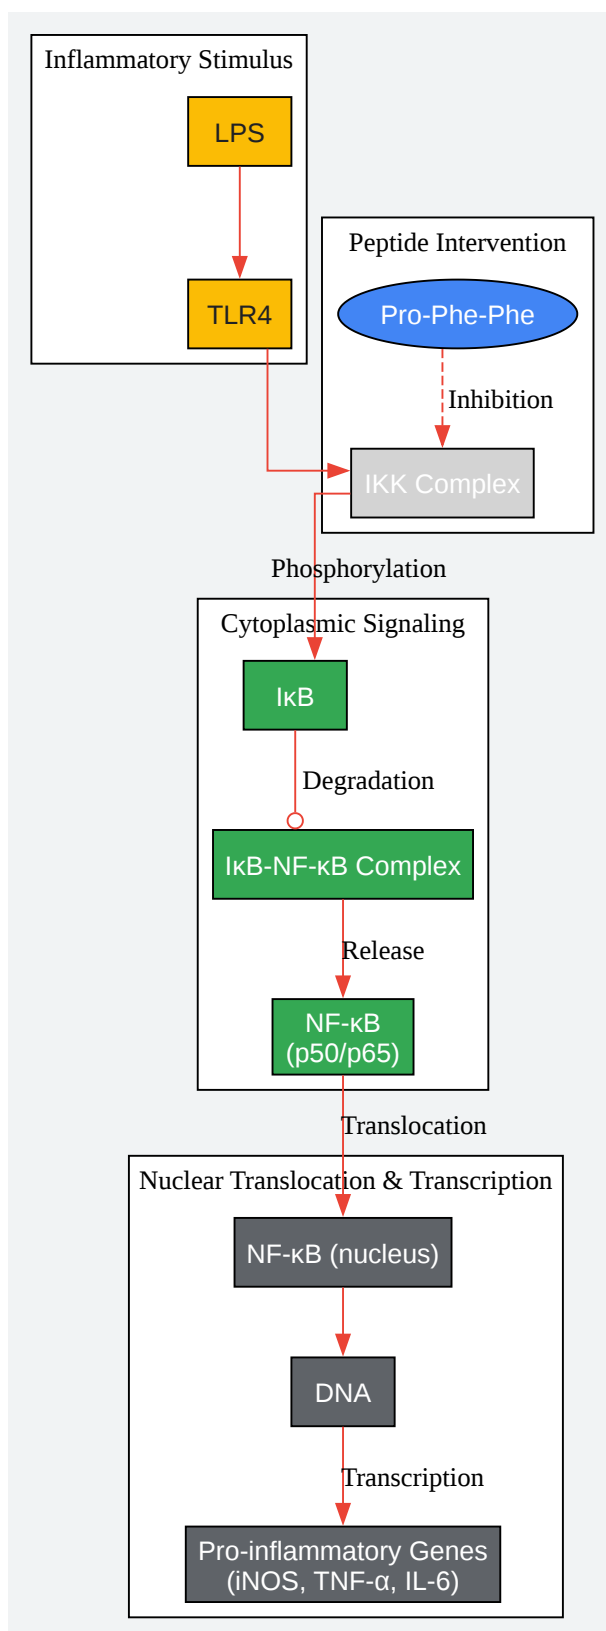 Inflammatory Stimulus
LPS
TLR4
Peptide Intervention
Pro-Phe-Phe
Inhibition
IKK Complex
Phosphorylation
Cytoplasmic Signaling
IκB
Degradation
IκB-NF-κB Complex
Release
NF-κB
(p50/p65)
Translocation
Nuclear Translocation & Transcription
NF-κB (nucleus)
DNA
Transcription
Pro-inflammatory Genes
(iNOS, TNF-α, IL-6)